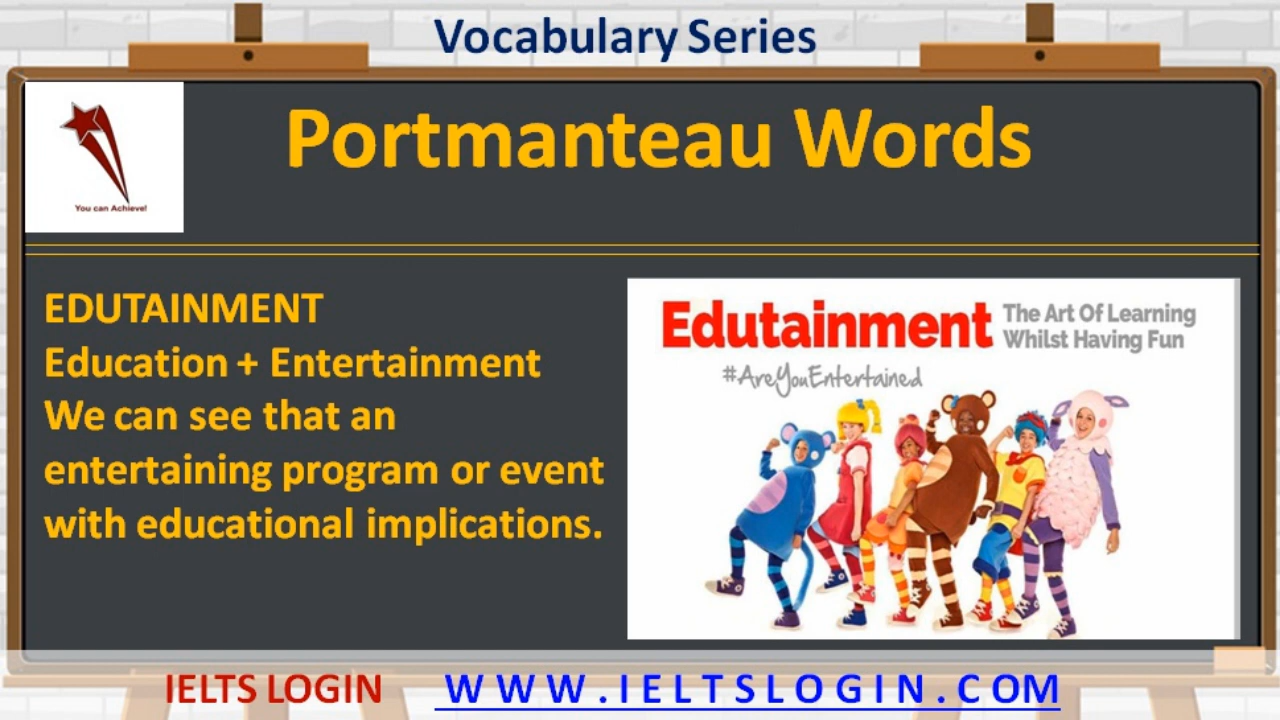 Vocabulary Series
Portmanteau Words
You can Achieve!
EDUTAINMENT
Education + Entertainment
We can see that an
entertaining program or event
with educational implications.
Edutainment
The Art Of Learning
Whilst Having Fun
#AreYouEntertained
IELTS LOGIN
WWW.IELTSLOGIN.COM